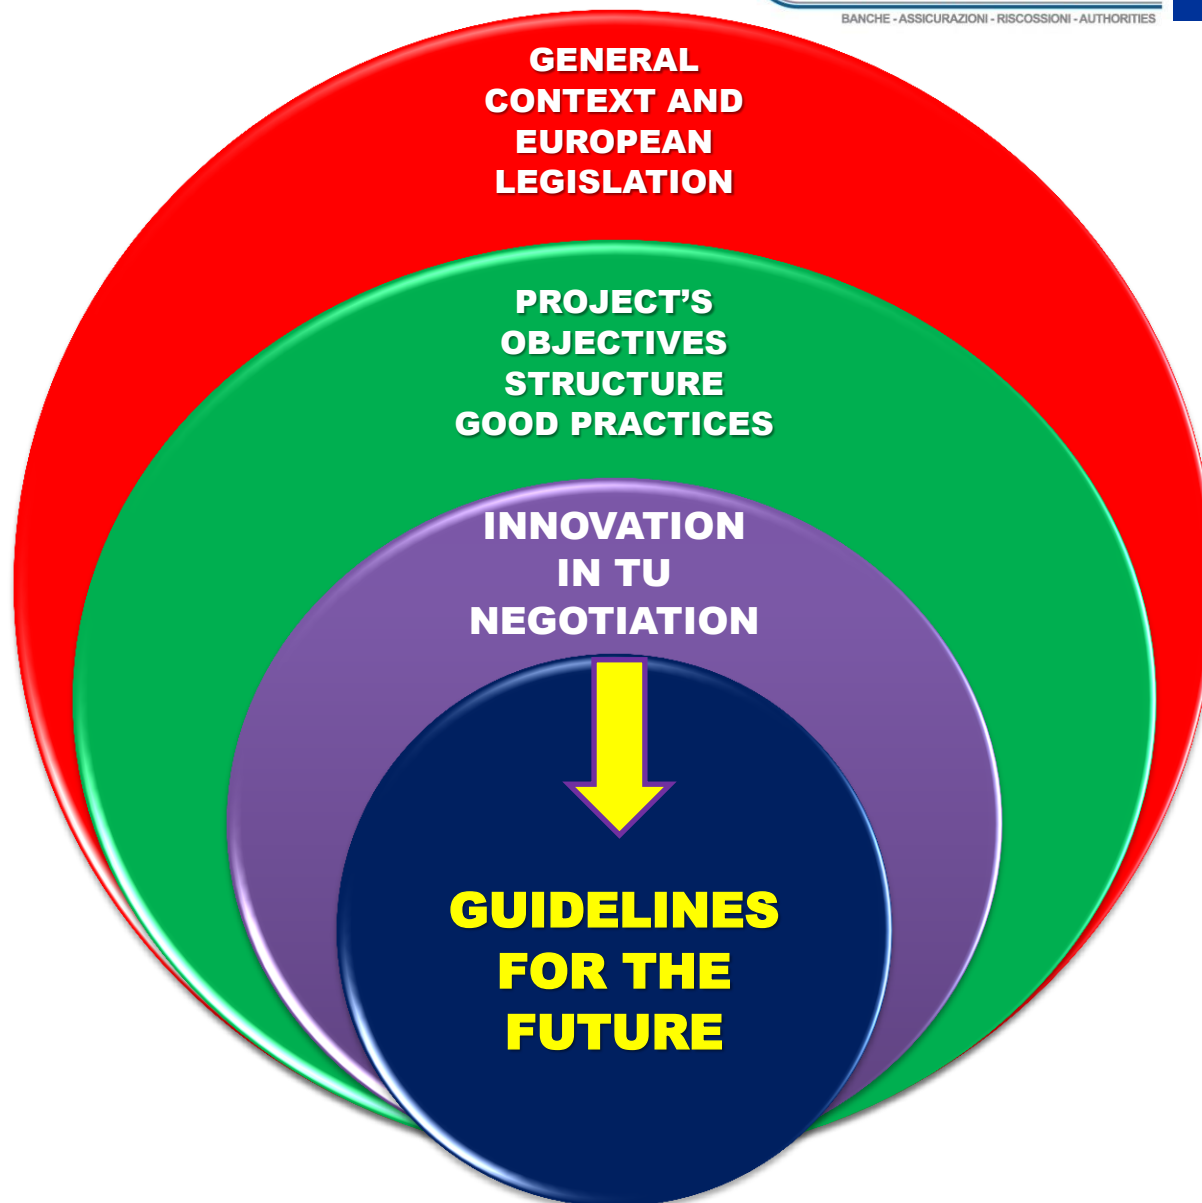 BANCHE - ASSICURAZIONI - RISCOSSIONI - AUTHORITIES
GENERAL
CONTEXT AND
EUROPEAN
LEGISLATION
PROJECT’S
OBJECTIVES
STRUCTURE
GOOD PRACTICES
INNOVATION
IN TU
NEGOTIATION
GUIDELINES
FOR THE
FUTURE